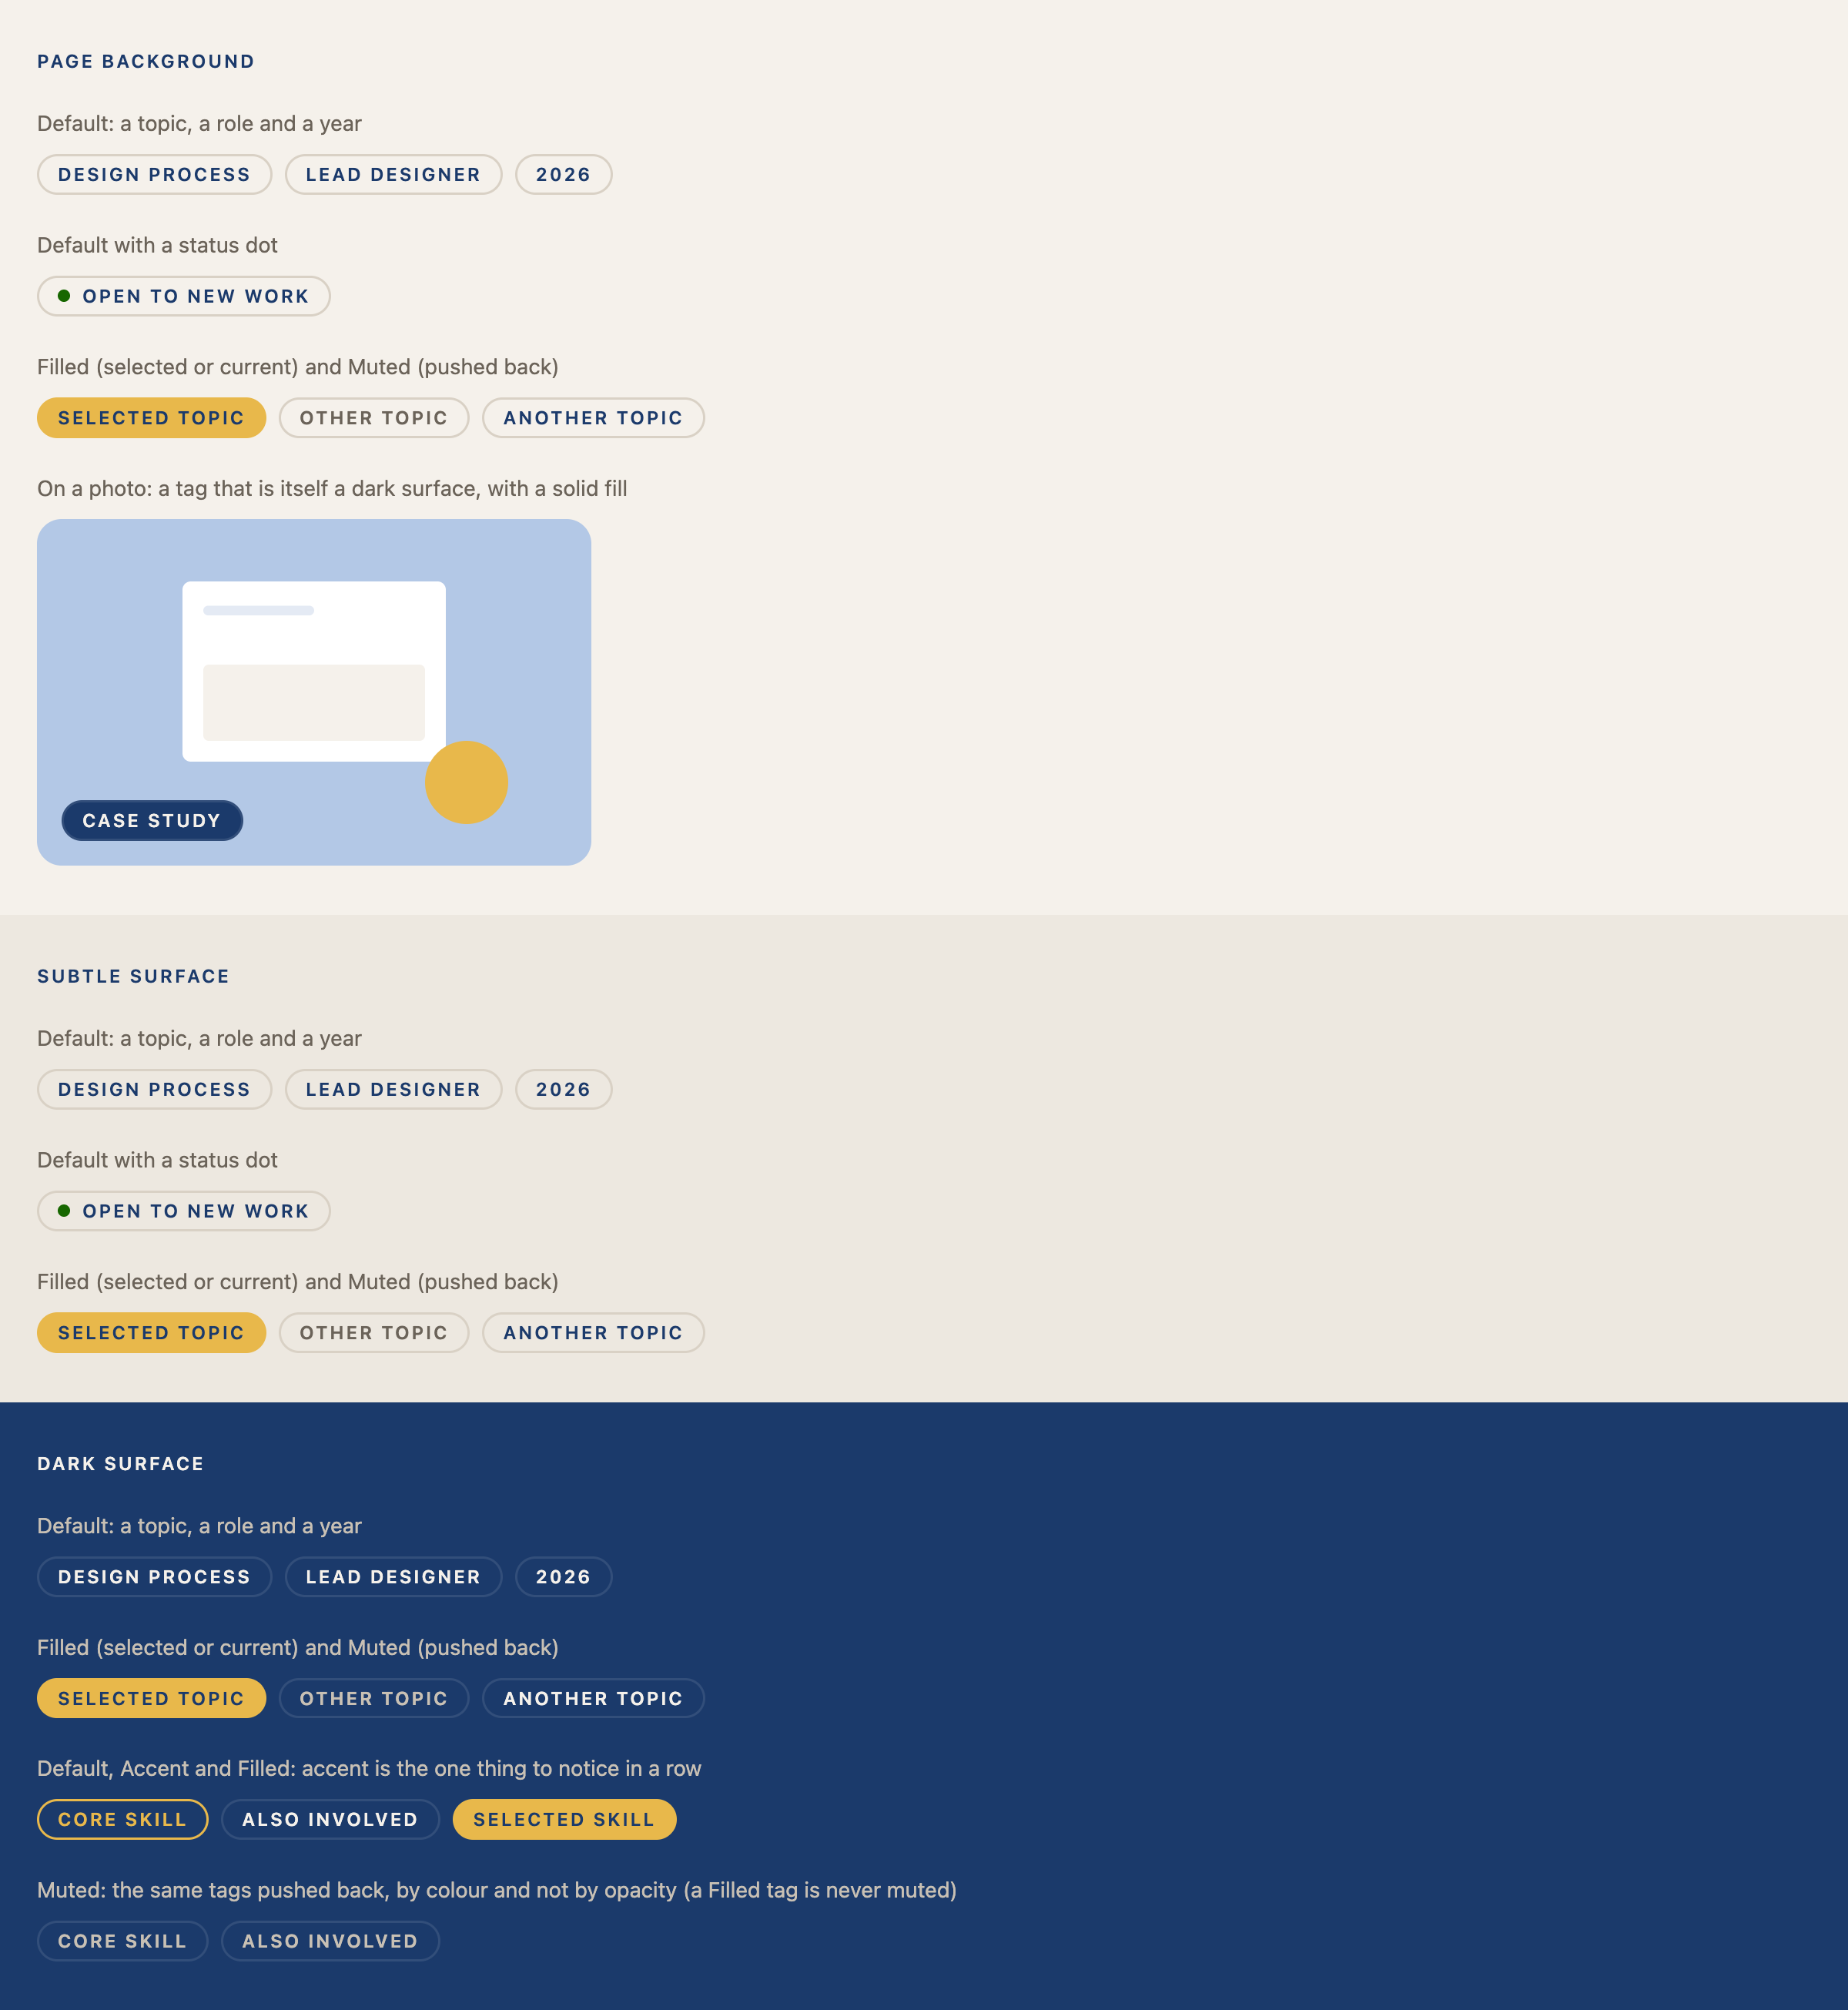 PAGE BACKGROUND
Default: a topic, a role and a year
DESIGN PROCESS LEAD DESIGNER 2026
Default with a status dot
OPEN TO NEW WORK
Filled (selected or current) and Muted (pushed back)
SELECTED TOPIC OTHER TOPIC ANOTHER TOPIC
On a photo: a tag that is itself a dark surface, with a solid fill
CASE STUDY
SUBTLE SURFACE
Default: a topic, a role and a year
DESIGN PROCESS LEAD DESIGNER 2026
Default with a status dot
OPEN TO NEW WORK
Filled (selected or current) and Muted (pushed back)
SELECTED TOPIC OTHER TOPIC ANOTHER TOPIC
DARK SURFACE
Default: a topic, a role and a year
DESIGN PROCESS LEAD DESIGNER 2026
Filled (selected or current) and Muted (pushed back)
SELECTED TOPIC OTHER TOPIC ANOTHER TOPIC
Default, Accent and Filled: accent is the one thing to notice in a row
CORE SKILL ALSO INVOLVED SELECTED SKILL
Muted: the same tags pushed back, by colour and not by opacity (a Filled tag is never muted)
CORE SKILL ALSO INVOLVED